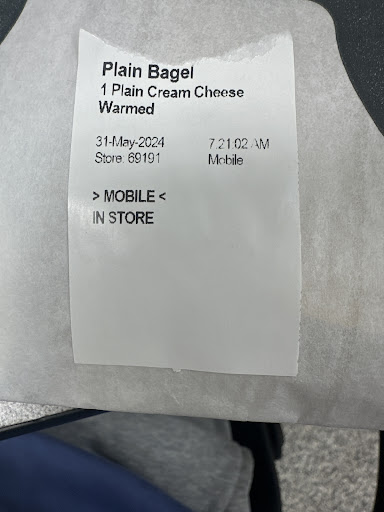 Plain Bagel
1 Plain Cream Cheese
Warmed
31-May-2024 7:21:02 AM
Store: 69191 Mobile
> MOBILE <
IN STORE